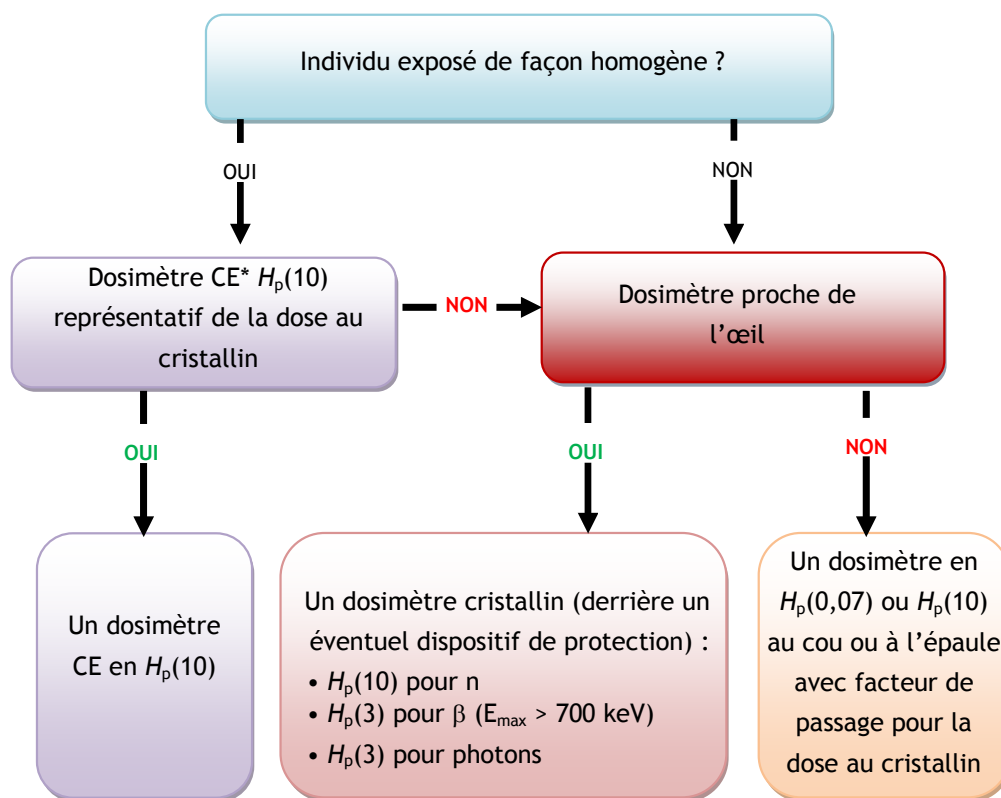 Individu exposé de façon homogène ?
OUI
NON
Dosimètre CE* Hp(10)
représentatif de la dose au
cristallin
NON
Dosimètre proche de
l’œil
OUI
OUI
NON
Un dosimètre
CE en Hp(10)
Un dosimètre cristallin (derrière un
éventuel dispositif de protection) :
• Hp(10) pour n
• Hp(3) pour β (Emax > 700 keV)
• Hp(3) pour photons
Un dosimètre en
Hp(0,07) ou Hp(10)
au cou ou à l’épaule
avec facteur de
passage pour la
dose au cristallin